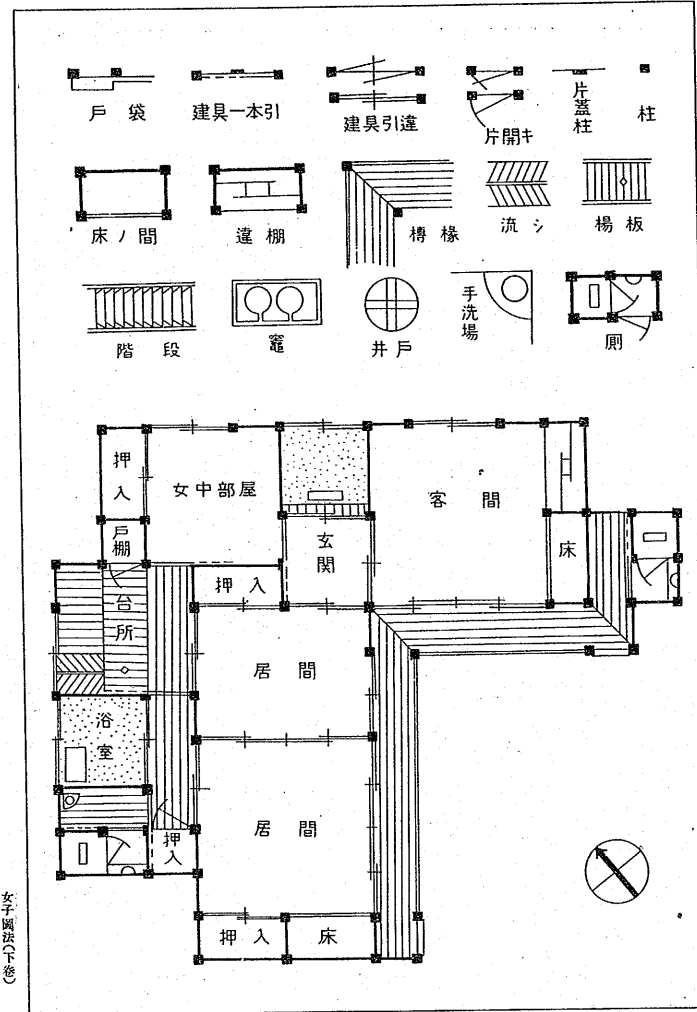 戸袋
建具一本引
建具引違
片開キ
片蓋柱
柱
床ノ間
違棚
榑椽
流シ
楊板
階段
竈
井戸
手洗場
厠
押入
女中部屋
客間
戸棚
玄関
床
台所
押入
居間
浴室
居間
押入
押入
床
女子圖法(下卷)